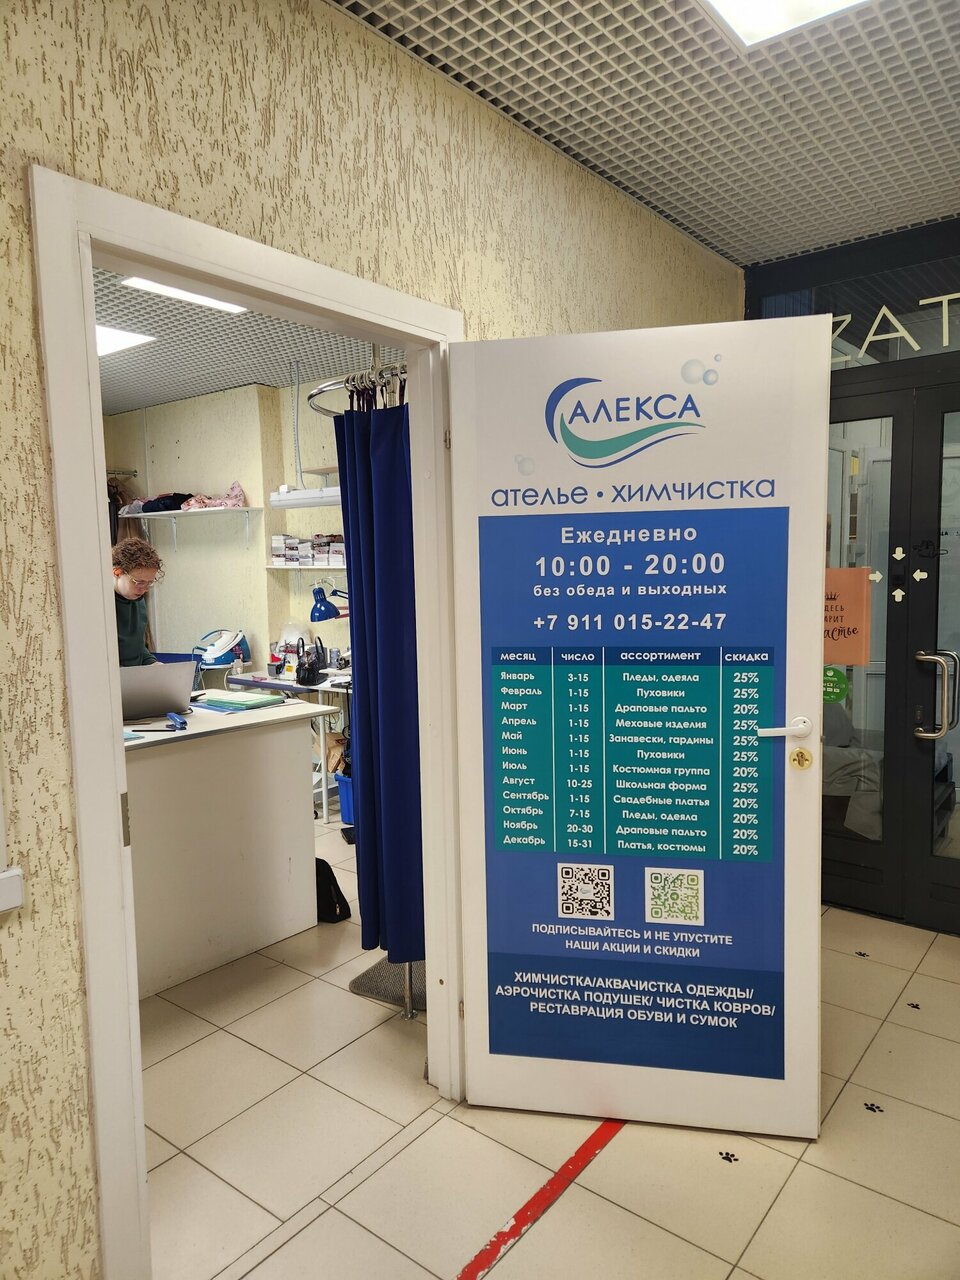 АЛЕКСА
ателье • химчистка
Ежедневно
10:00 - 20:00
без обеда и выходных
+7 911 015-22-47
месяц число ассортимент скидка
Январь 3-15 Пледы, одеяла 25%
Февраль 1-15 Пуховики 25%
Март 1-15 Драповые пальто 20%
Апрель 1-15 Меховые изделия 25%
Май 1-15 Занавески, гардины 25%
Июнь 1-15 Пуховики 25%
Июль 1-15 Костюмная группа 20%
Август 10-25 Школьная форма 25%
Сентябрь 1-15 Свадебные платья 20%
Октябрь 7-15 Пледы, одеяла 20%
Ноябрь 20-30 Драповые пальто 20%
Декабрь 15-31 Платья, костюмы 20%
ПОДПИСЫВАЙТЕСЬ И НЕ УПУСТИТЕ
НАШИ АКЦИИ И СКИДКИ
ХИМЧИСТКА/АКВАЧИСТКА ОДЕЖДЫ/
АЭРОЧИСТКА ПОДУШЕК/ ЧИСТКА КОВРОВ/
РЕСТАВРАЦИЯ ОБУВИ И СУМОК
ZAT